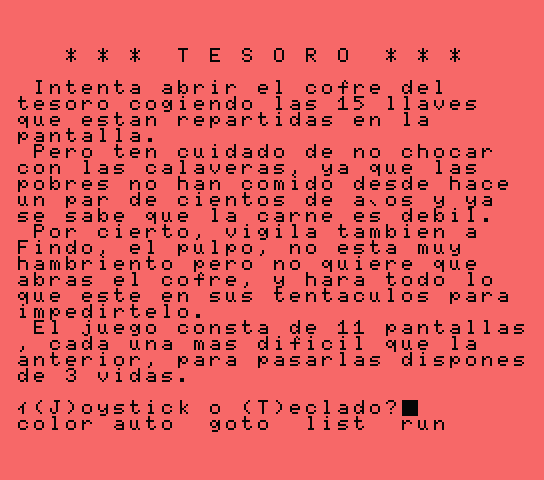 * * * T E S O R O * * *
Intenta abrir el cofre del
tesoro cogiendo las 15 llaves
que estan repartidas en la
pantalla.
Pero ten cuidado de no chocar
con las calaveras, ya que las
pobres no han comido desde hace
un par de cientos de a、os y ya
se sabe que la carne es debil.
Por cierto, vigila tambien a
Findo, el pulpo, no esta muy
hambriento pero no quiere que
abras el cofre, y hara todo lo
que este en sus tentaculos para
impedirtelo.
El juego consta de 11 pantallas
, cada una mas dificil que la
anterior, para pasarlas dispones
de 3 vidas.
ィ(J)oystick o (T)eclado?
color auto goto list run